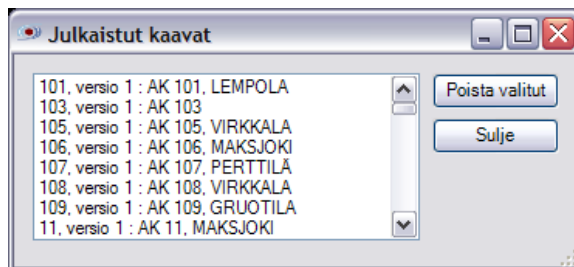 Julkaistut kaavat
101, versio 1 : AK 101, LEMPOLA
103, versio 1 : AK 103
105, versio 1 : AK 105, VIRKKALA
106, versio 1 : AK 106, MAKSJOKI
107, versio 1 : AK 107, PERTTILÄ
108, versio 1 : AK 108, VIRKKALA
109, versio 1 : AK 109, GRUOTILA
11, versio 1 : AK 11, MAKSJOKI
Poista valitut
Sulje